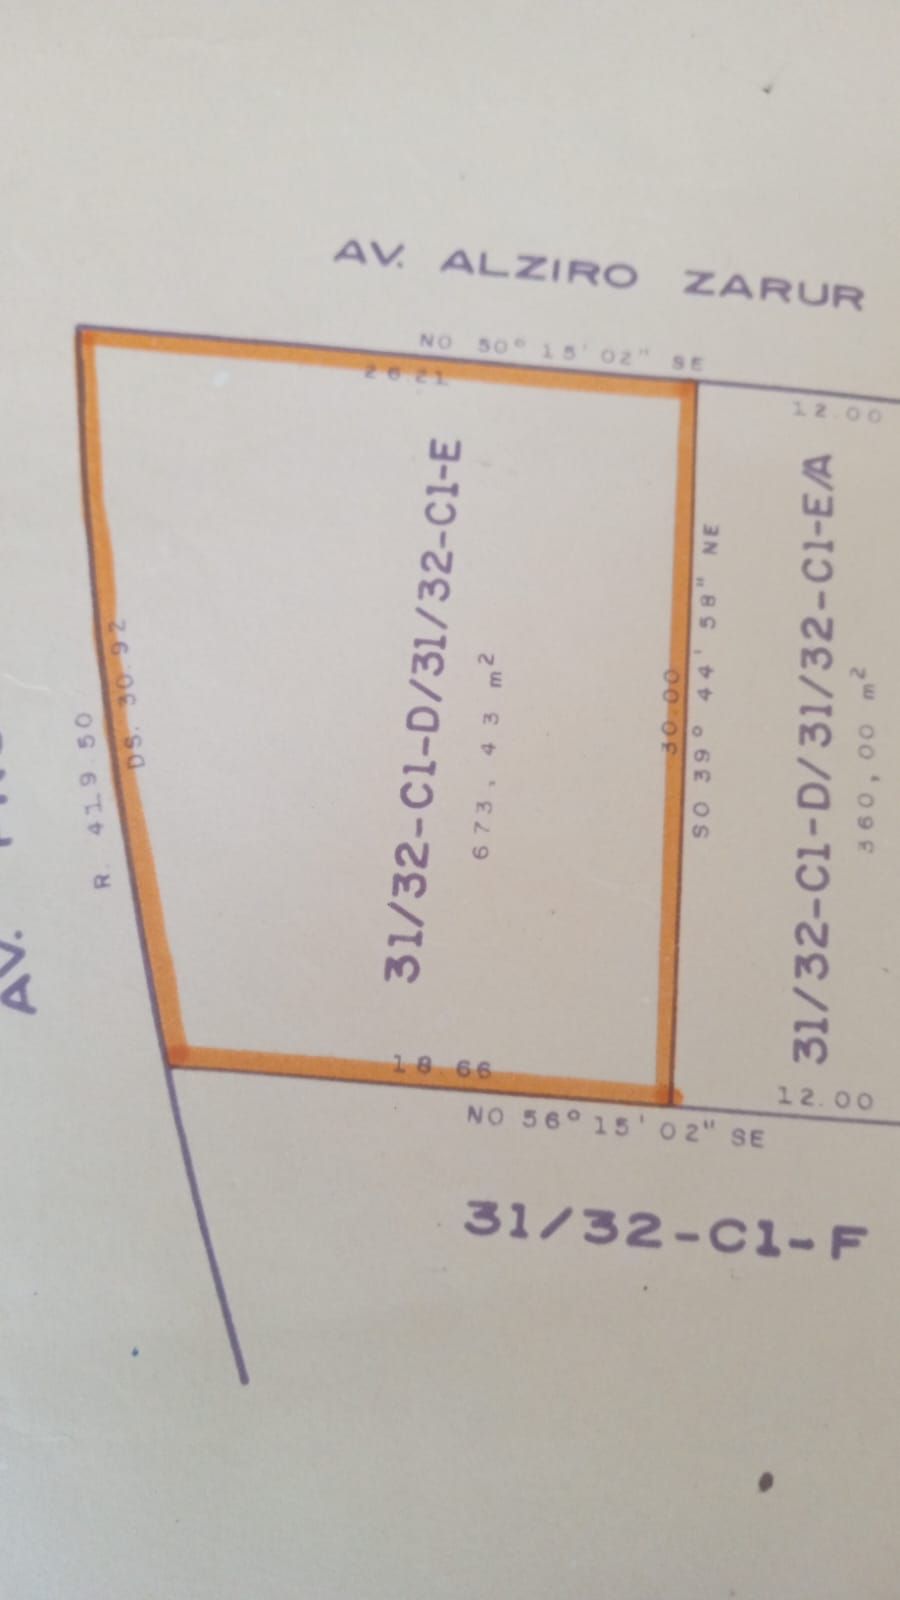 AV. ALZIRO ZARUR
NO 50° 15' 02" SE
26.21
12.00
31/32-C1-D/31/32-C1-E
673,43 m²
R. 419.50
DS. 30.92
30.00
SO 39° 44' 58" NE
31/32-C1-D/31/32-C1-E/A
360,00 m²
AV.
18.66
NO 56° 15' 02" SE
12.00
31/32-C1-F